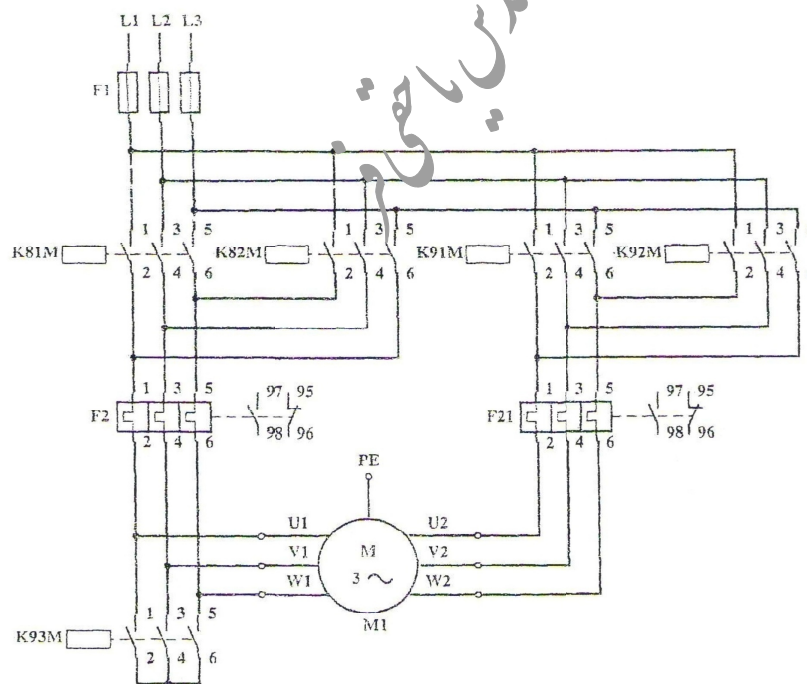 L1 L2 L3
F1
1 3 5 1 3 5 1 3 5 1 3
K81M K82M K91M K92M
2 4 6 2 4 6 2 4 6 2 4
1 3 5 97 95 1 3 5 97 95
F2 F21
2 4 6 98 96 2 4 6 98 96
PE
U1 U2
V1 M V2
3
W1 W2
M1
1 3 5
K93M
2 4 6